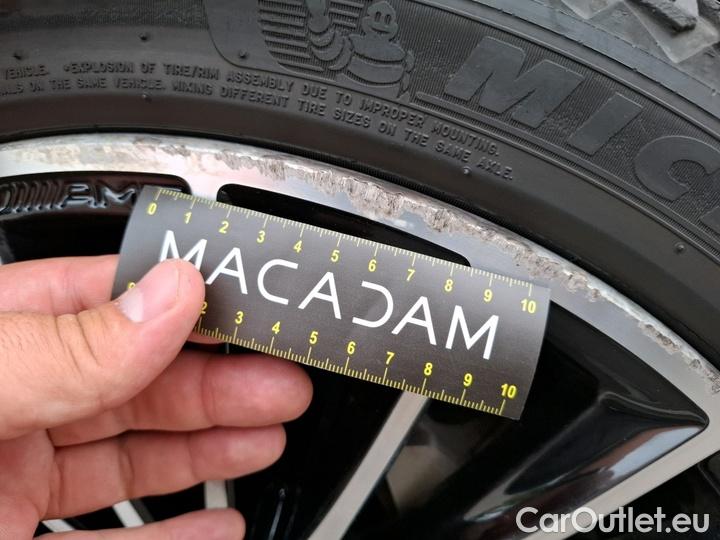 VEHICLE. •EXPLOSION OF TIRE/RIM ASSEMBLY DUE TO IMPROPER MOUNTING.
ON THE SAME VEHICLE. MIXING DIFFERENT TIRE SIZES ON THE SAME AXLE.
MIC
AM
0 1 2 3 4 5 6 7 8 9 10
MACADAM
2 3 4 5 6 7 8 9 10
CarOutlet.eu